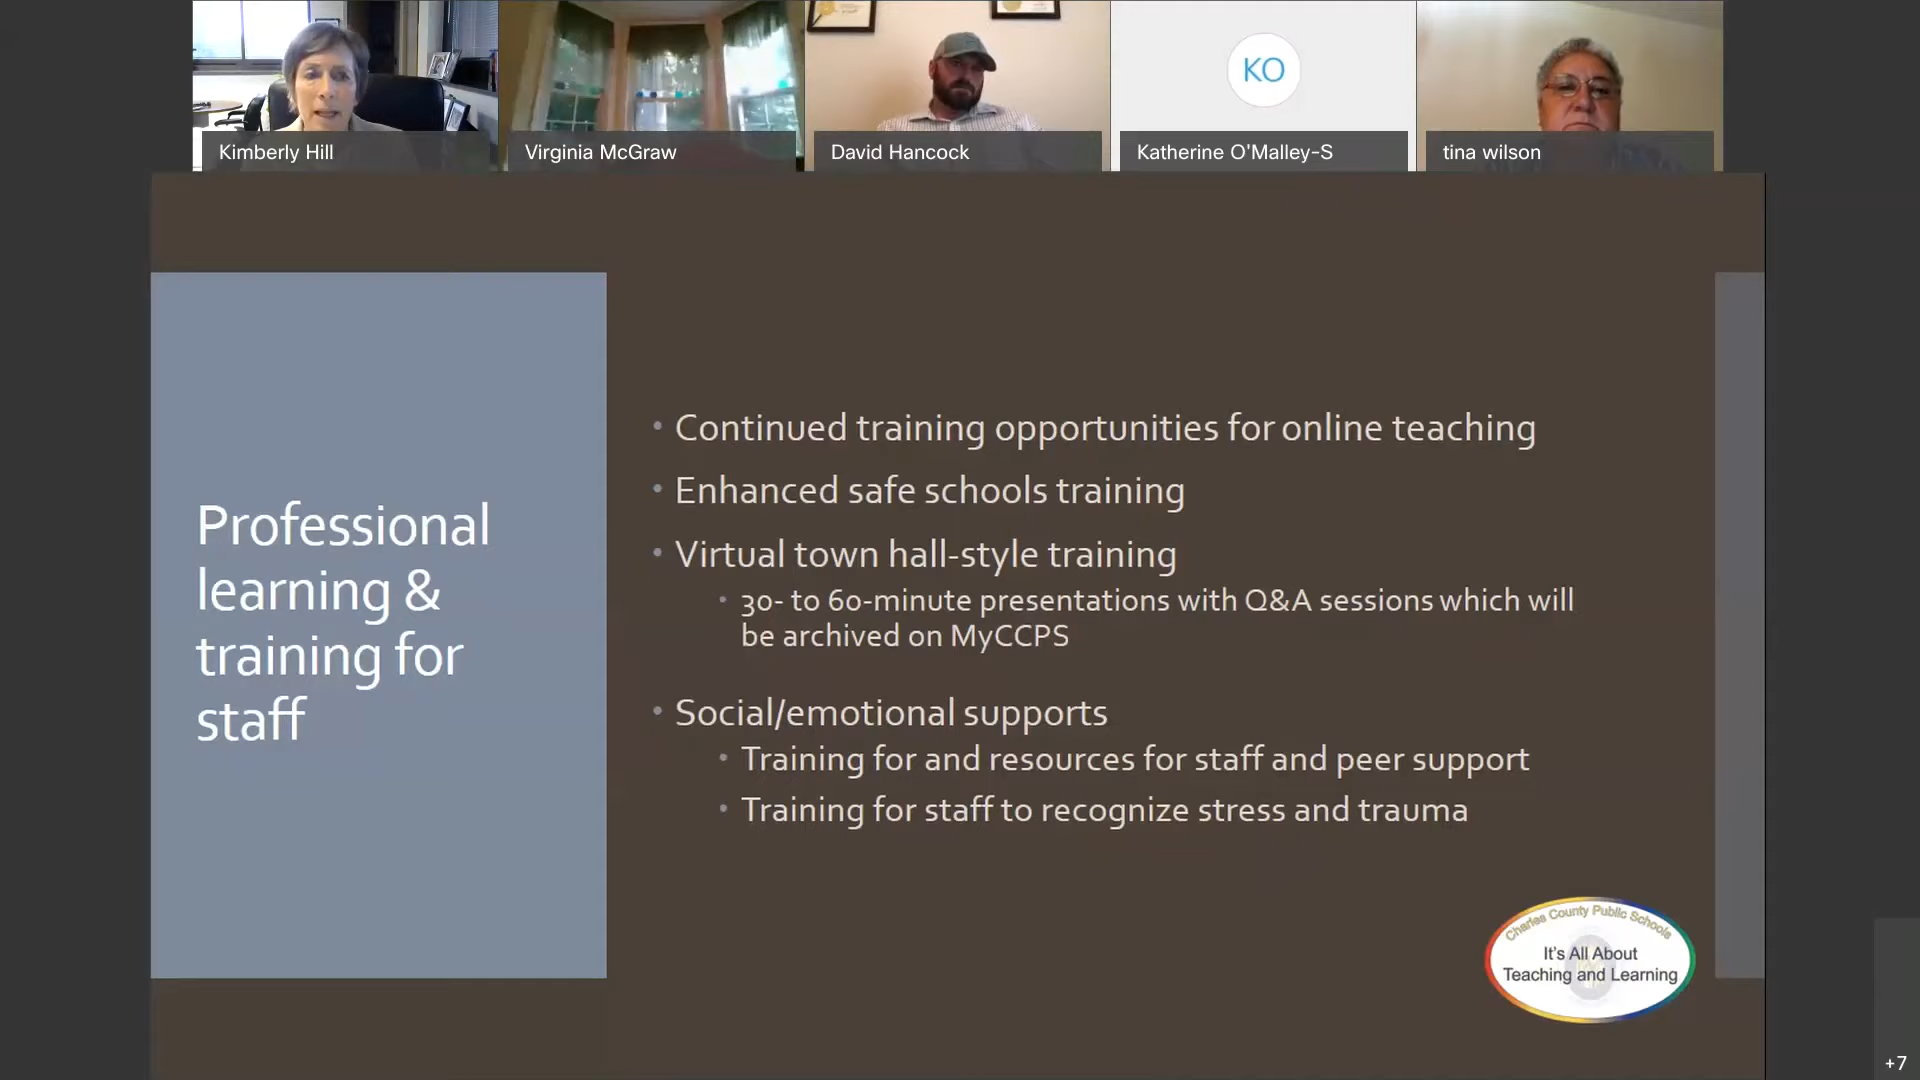 Kimberly Hill
Virginia McGraw
David Hancock
KO
Katherine O'Malley-S
tina wilson
Professional
learning &
training for
staff
• Continued training opportunities for online teaching
• Enhanced safe schools training
• Virtual town hall-style training
• 30- to 60-minute presentations with Q&A sessions which will
be archived on MyCCPS
• Social/emotional supports
• Training for and resources for staff and peer support
• Training for staff to recognize stress and trauma
Charles County Public Schools
It's All About
Teaching and Learning
+7